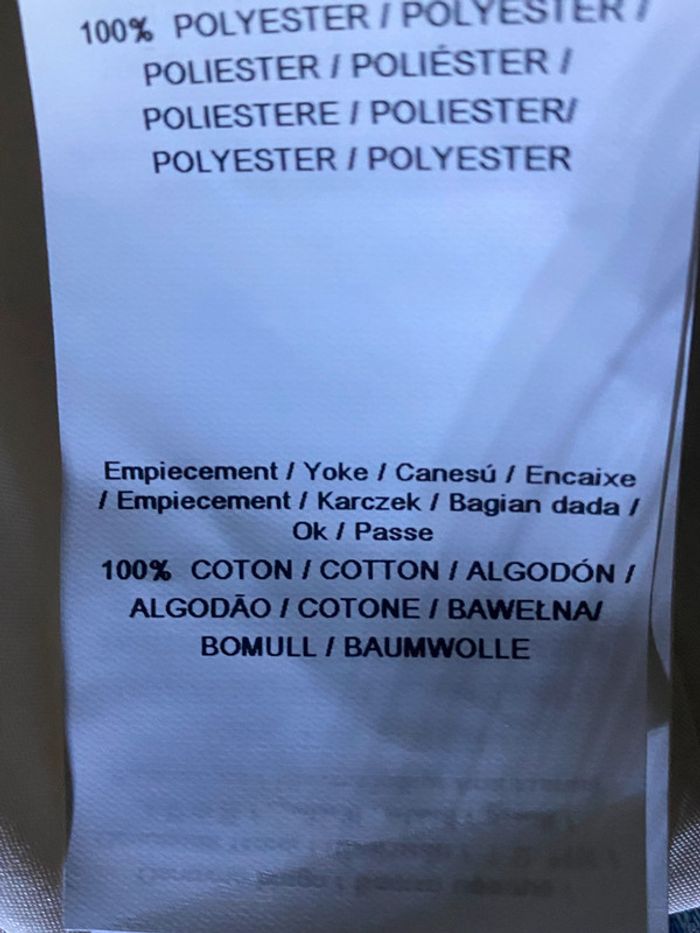 100% POLYESTER / POLYESTER /
POLIESTER / POLIÉSTER /
POLIESTERE / POLIESTER/
POLYESTER / POLYESTER
Empiecement / Yoke / Canesú / Encaixe
/ Empiecement / Karczek / Bagian dada /
Ok / Passe
100% COTON / COTTON / ALGODÓN /
ALGODÃO / COTONE / BAWEŁNA/
BOMULL / BAUMWOLLE